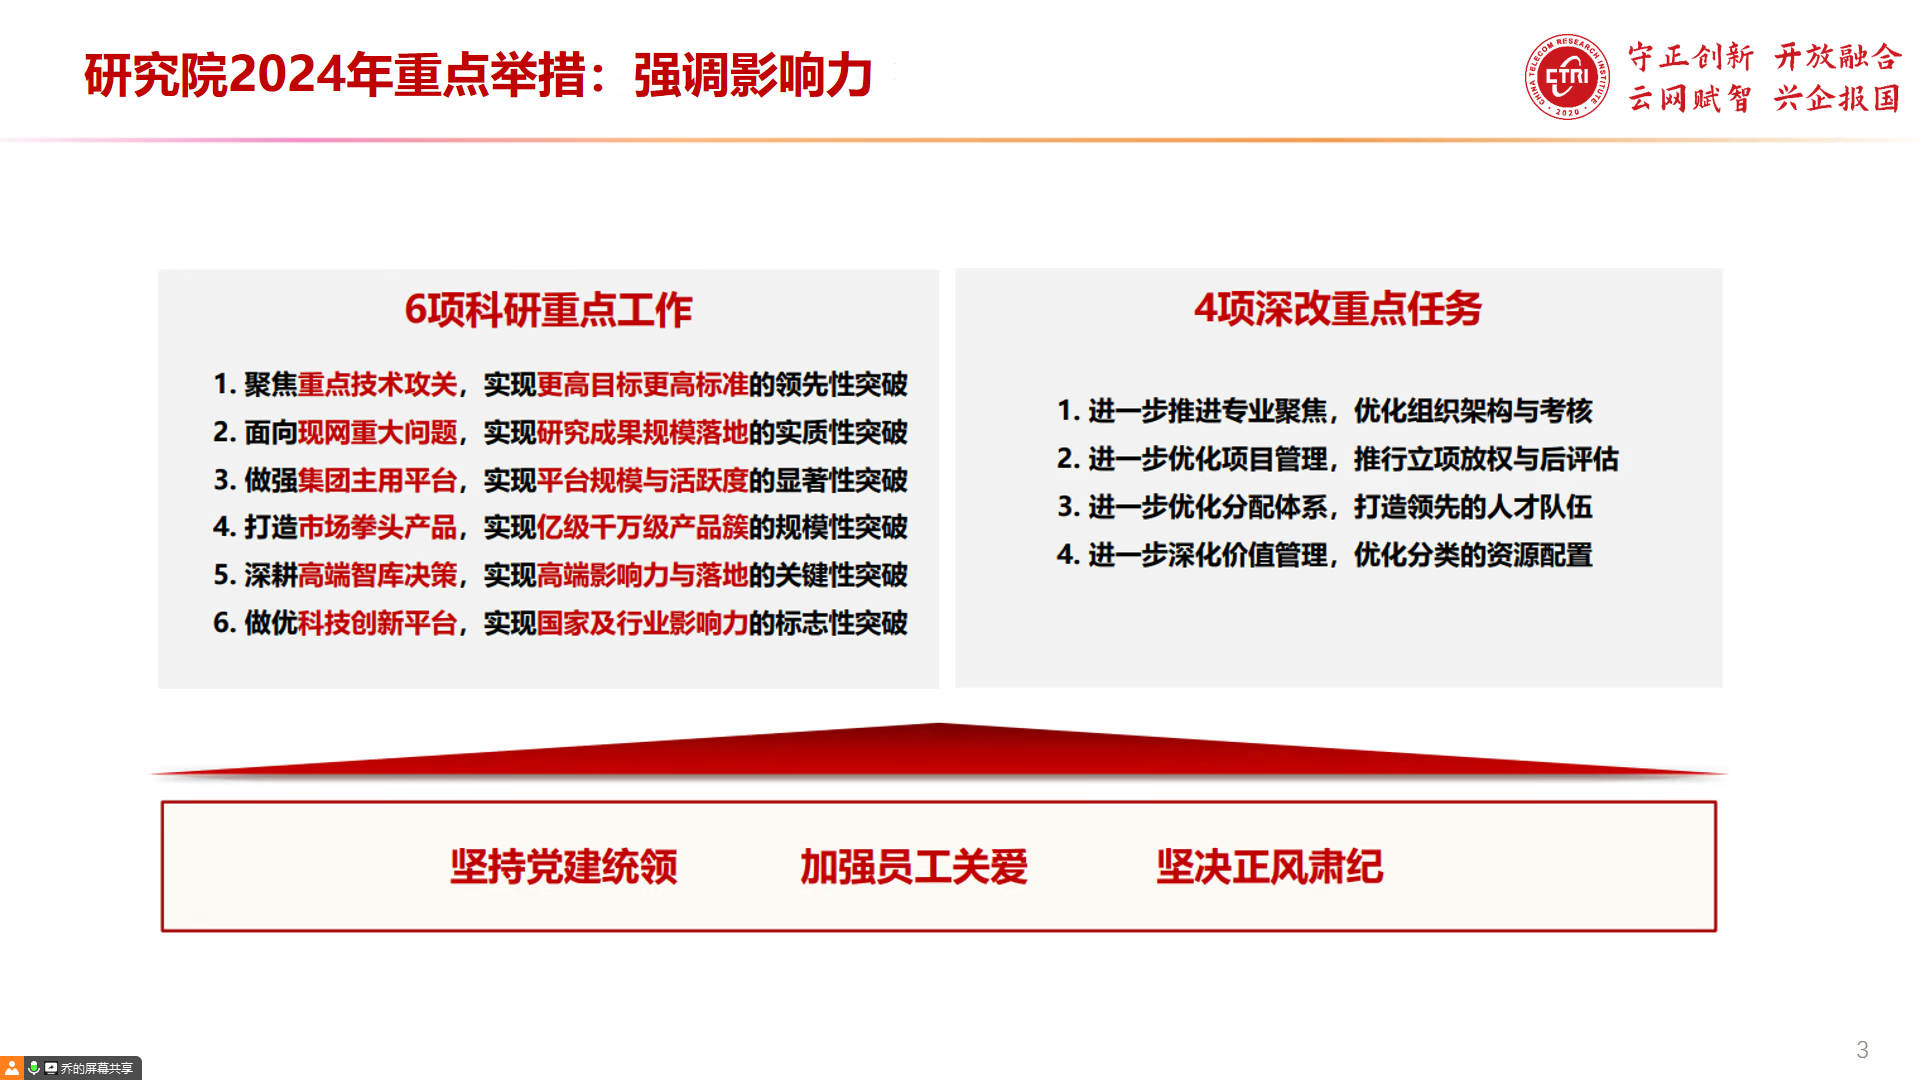 研究院2024年重点举措：强调影响力
CHINA TELECOM RESEARCH INSTITUTE
CTRI
2020
守正创新 开放融合
云网赋智 兴企报国
6项科研重点工作
1. 聚焦重点技术攻关，实现更高目标更高标准的领先性突破
2. 面向现网重大问题，实现研究成果规模落地的实质性突破
3. 做强集团主用平台，实现平台规模与活跃度的显著性突破
4. 打造市场拳头产品，实现亿级千万级产品簇的规模性突破
5. 深耕高端智库决策，实现高端影响力与落地的关键性突破
6. 做优科技创新平台，实现国家及行业影响力的标志性突破
4项深改重点任务
1. 进一步推进专业聚焦，优化组织架构与考核
2. 进一步优化项目管理，推行立项放权与后评估
3. 进一步优化分配体系，打造领先的人才队伍
4. 进一步深化价值管理，优化分类的资源配置
坚持党建统领 加强员工关爱 坚决正风肃纪
3
乔的屏幕共享